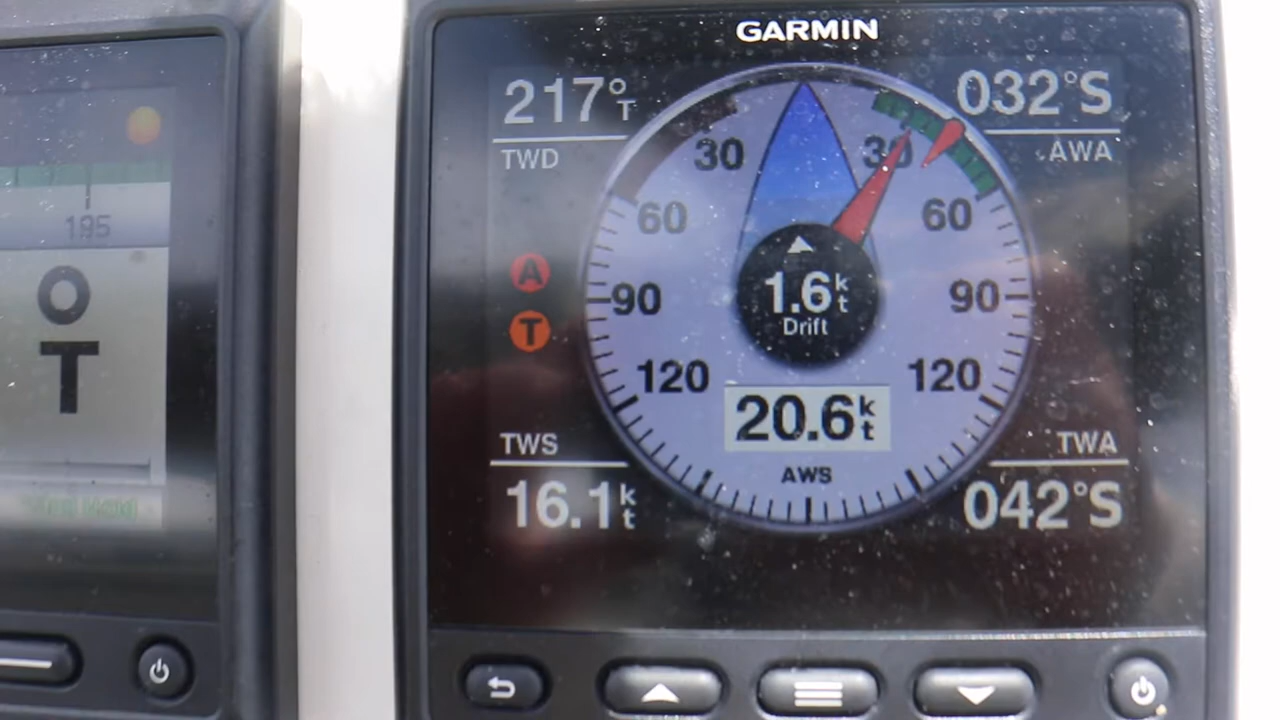 GARMIN
217°T
TWD
032°S
AWA
30
30
60
60
90
90
120
120
A
T
1.6kt
Drift
20.6kt
AWS
TWS
16.1kt
TWA
042°S
195
O
T